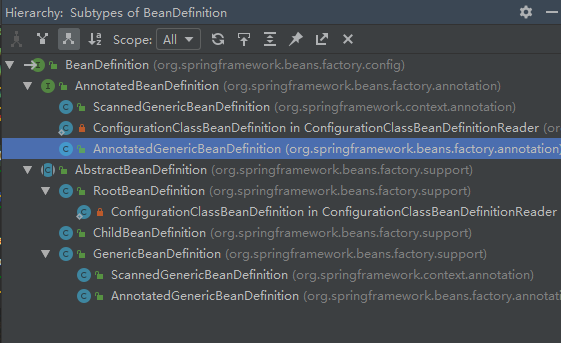 Hierarchy: Subtypes of BeanDefinition
Scope: All
BeanDefinition (org.springframework.beans.factory.config)
AnnotatedBeanDefinition (org.springframework.beans.factory.annotation)
ScannedGenericBeanDefinition (org.springframework.context.annotation)
ConfigurationClassBeanDefinition in ConfigurationClassBeanDefinitionReader (o
AnnotatedGenericBeanDefinition (org.springframework.beans.factory.annotation)
AbstractBeanDefinition (org.springframework.beans.factory.support)
RootBeanDefinition (org.springframework.beans.factory.support)
ConfigurationClassBeanDefinition in ConfigurationClassBeanDefinitionReader
ChildBeanDefinition (org.springframework.beans.factory.support)
GenericBeanDefinition (org.springframework.beans.factory.support)
ScannedGenericBeanDefinition (org.springframework.context.annotation)
AnnotatedGenericBeanDefinition (org.springframework.beans.factory.annotati